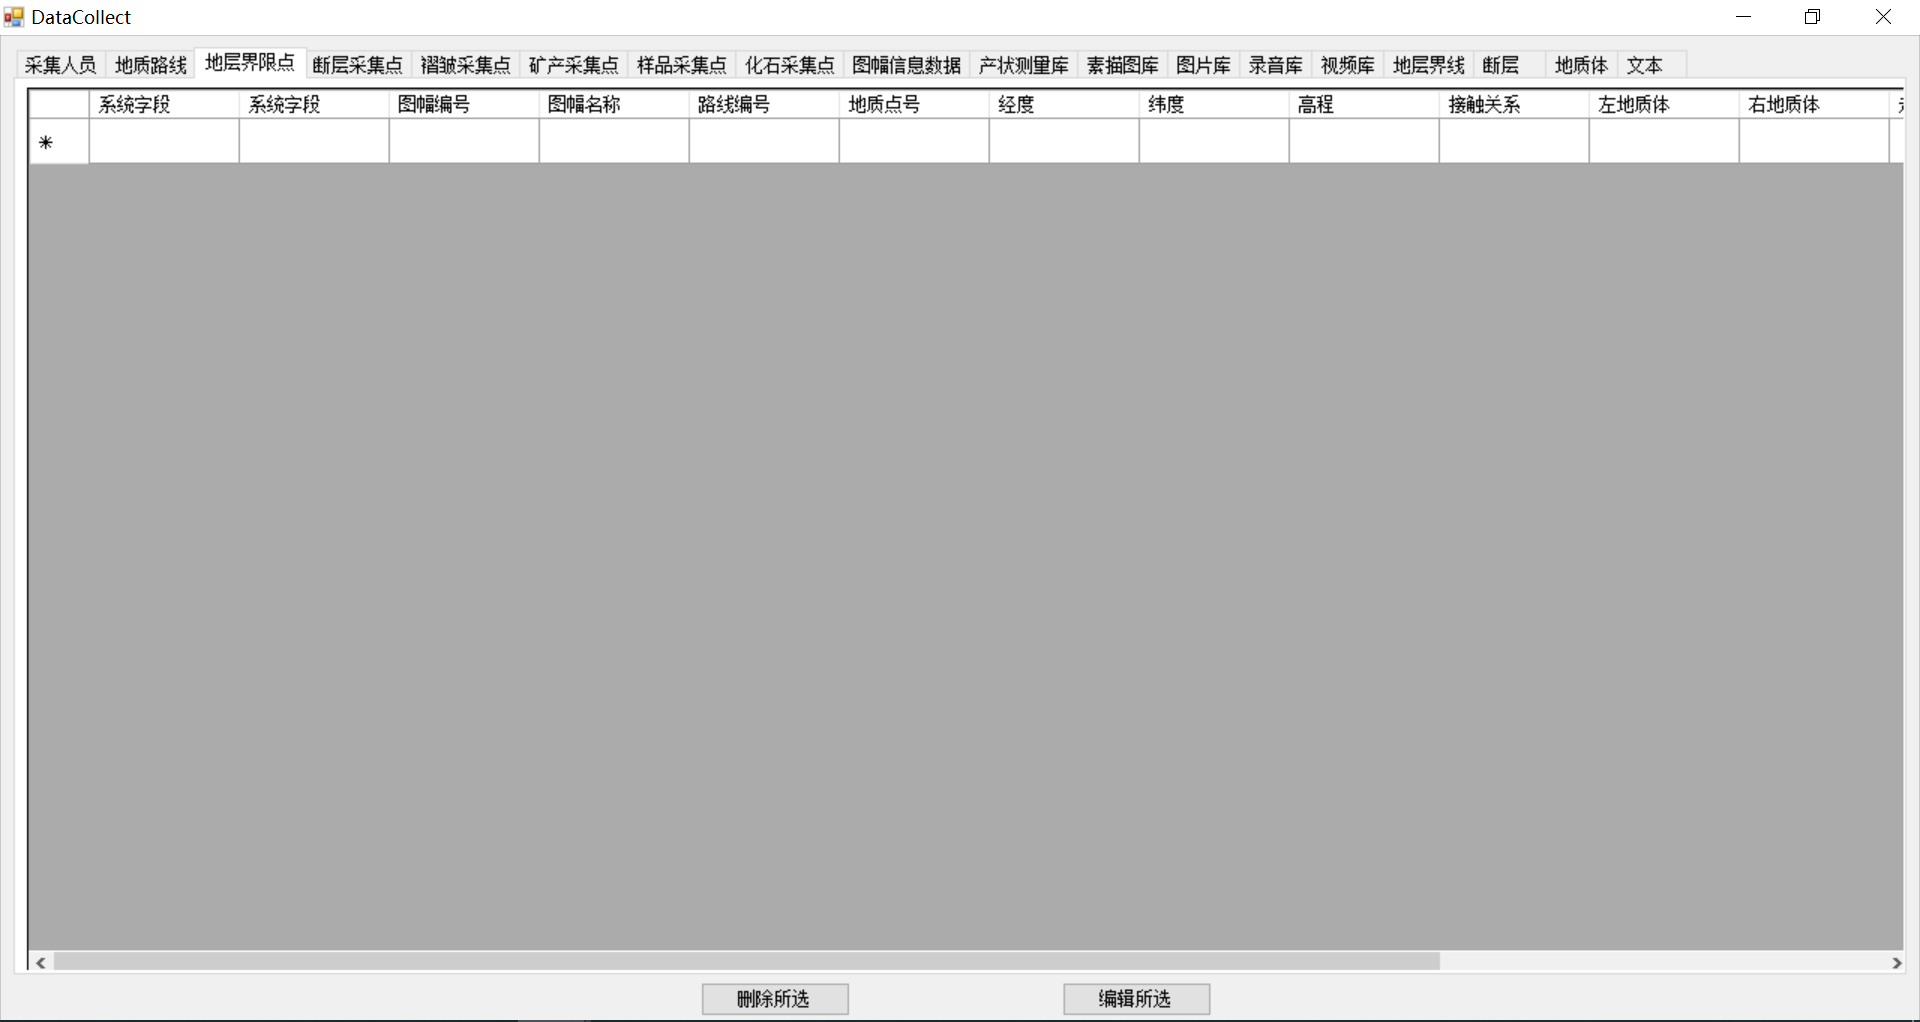 DataCollect
采集人员 地质路线 地层界限点 断层采集点 褶皱采集点 矿产采集点 样品采集点 化石采集点 图幅信息数据 产状测量库 素描图库 图片库 录音库 视频库 地层界线 断层 地质体 文本
系统字段 系统字段 图幅编号 图幅名称 路线编号 地质点号 经度 纬度 高程 接触关系 左地质体 右地质体
*
删除所选 编辑所选